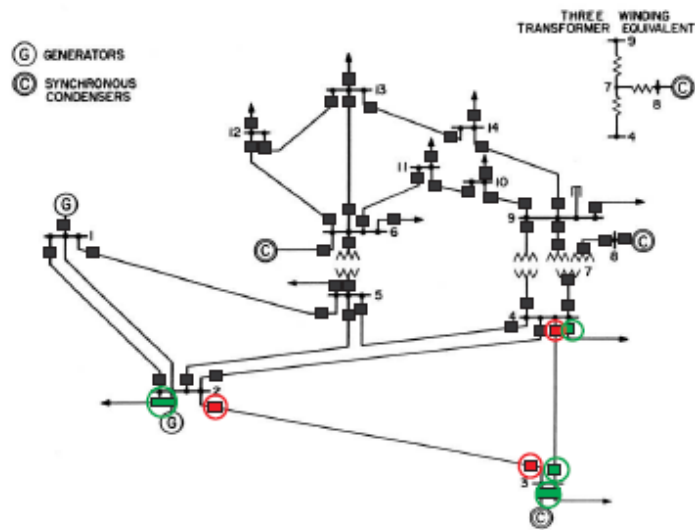 THREE WINDING
TRANSFORMER EQUIVALENT
9
7
C
8
4
G GENERATORS
C SYNCHRONOUS
CONDENSERS
13
12
14
11
10
9
G
1
C
6
C
8
7
5
4
2
G
3
C